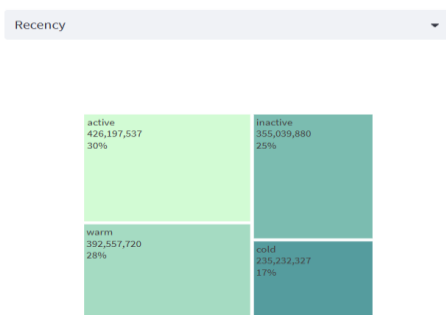 Recency
active
426,197,537
30%
inactive
355,039,880
25%
warm
392,557,720
28%
cold
235,232,327
17%